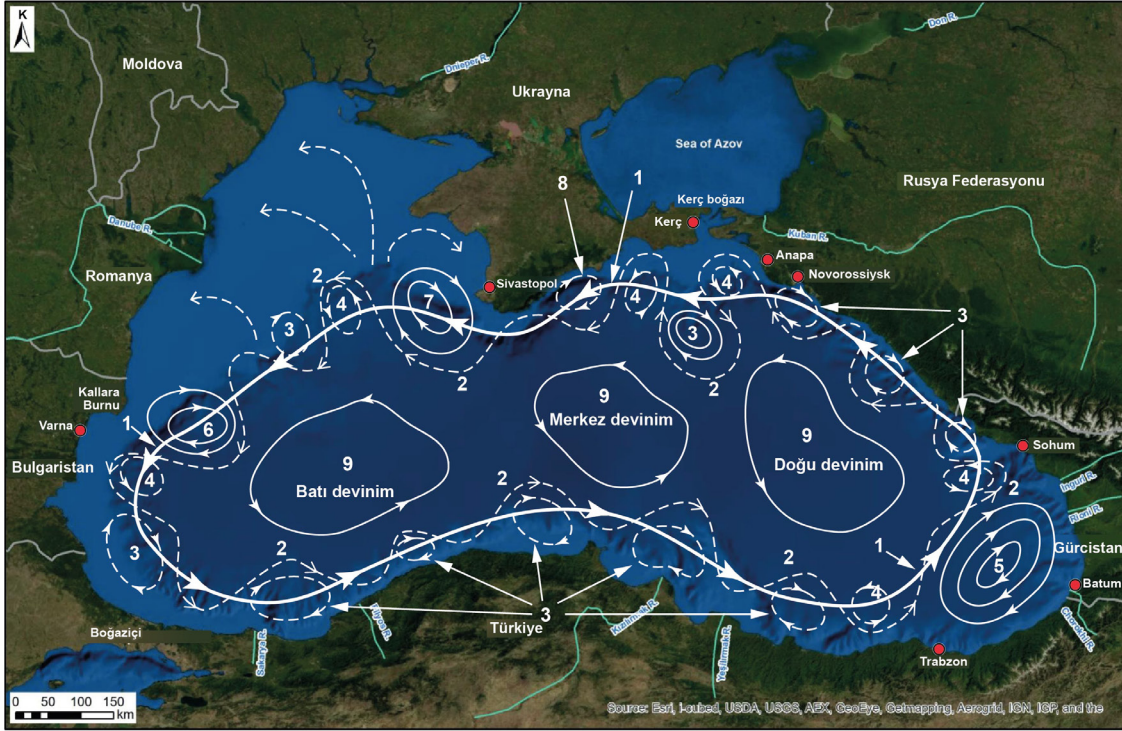 K
Moldova
Don R.
Dnieper R.
Ukrayna
Sea of Azov
Rusya Federasyonu
8
1
Kerç boğazı
Kerç
Kuban R.
Danube R.
Anapa
Romanya
Novorossiysk
2
Sivastopol
4
4
4
7
3
3
3
2
2
Kallara
Burnu
9
Merkez devinim
Varna
1
6
9
Doğu devinim
Sohum
Bulgaristan
9
Batı devinim
4
2
4
2
Inguri R.
3
2
2
1
Gürcistan
5
Batum
4
3
Türkiye
Boğaziçi
Sakarya R.
Filyos R.
Kızılırmak R.
Yeşilırmak R.
Chorokhi R.
Trabzon
0 25 50 100 150
km
Source: Esri, i-cubed, USDA, USGS, AEX, GeoEye, Getmapping, Aerogrid, IGN, IGP, and the